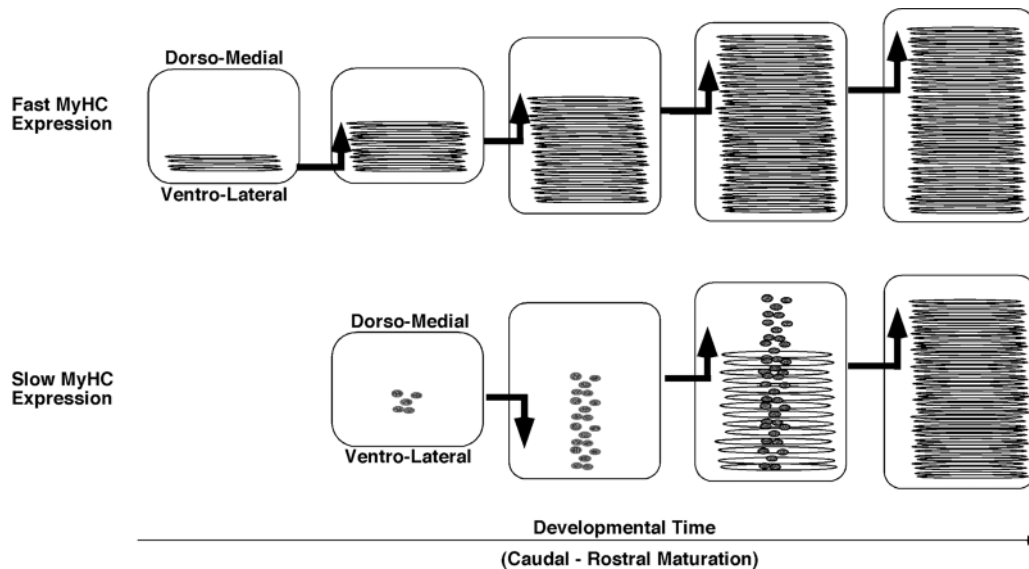 Dorso-Medial
Fast MyHC
Expression
Ventro-Lateral
Dorso-Medial
Slow MyHC
Expression
Ventro-Lateral
Developmental Time
(Caudal - Rostral Maturation)